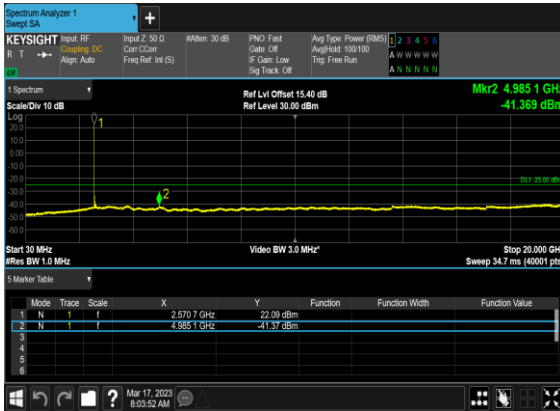 Spectrum Analyzer 1
Swept SA
+
KEYSIGHT
R T
Input: RF
Coupling: DC
Align: Auto
Input Z: 50 Ω
Corr CCorr
Freq Ref: Int (S)
#Atten: 30 dB
PNO: Fast
Gate: Off
IF Gain: Low
Sig Track: Off
Avg Type: Power (RMS)
Avg|Hold: 100/100
Trig: Free Run
1 2 3 4 5 6
A W W W W W
A N N N N N
1 Spectrum
Scale/Div 10 dB
Ref Lvl Offset 15.40 dB
Ref Level 30.00 dBm
Mkr2 4.985 1 GHz
-41.369 dBm
Log
20.0
10.0
0.00
-10.0
-20.0
-30.0
-40.0
-50.0
-60.0
1
2
DL1 -25.00 dBm
Start 30 MHz
#Res BW 1.0 MHz
Video BW 3.0 MHz*
Stop 20.000 GHz
Sweep 34.7 ms (40001 pts)
5 Marker Table
Mode Trace Scale X Y Function Function Width Function Value
1 N 1 f 2.570 7 GHz 22.09 dBm
2 N 1 f 4.985 1 GHz -41.37 dBm
3
4
5
6
?
Mar 17, 2023
8:03:52 AM